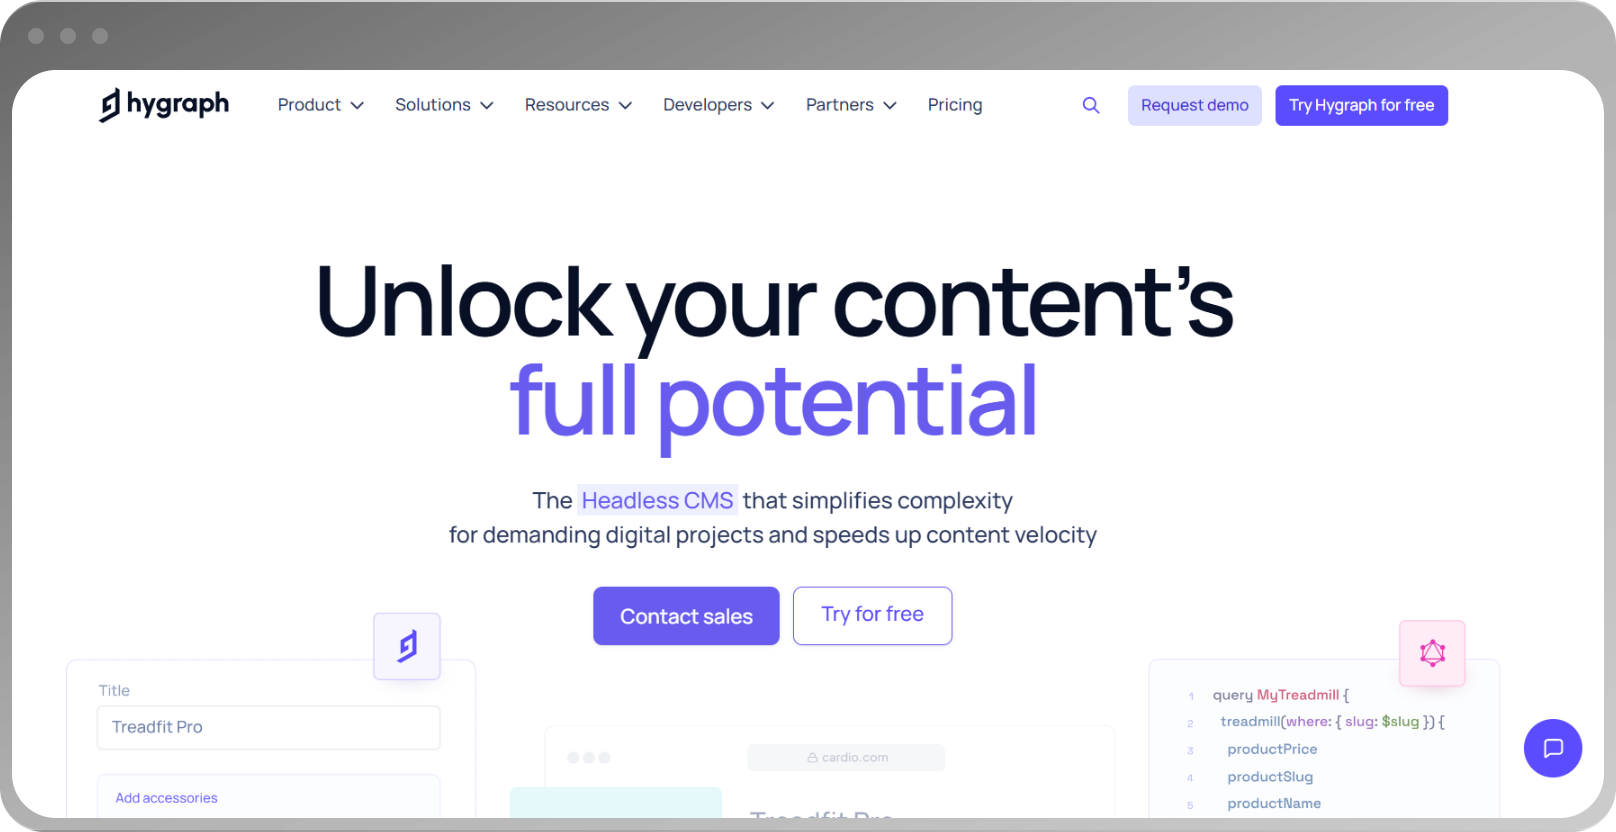 hygraph
Product
Solutions
Resources
Developers
Partners
Pricing
Request demo
Try Hygraph for free
Unlock your content’s
full potential
The Headless CMS that simplifies complexity
for demanding digital projects and speeds up content velocity
Contact sales
Try for free
Title
Treadfit Pro
Add accessories
cardio.com
Treadfit Pro
1 query MyTreadmill {
2 treadmill(where: { slug: $slug }) {
3 productPrice
4 productSlug
5 productName